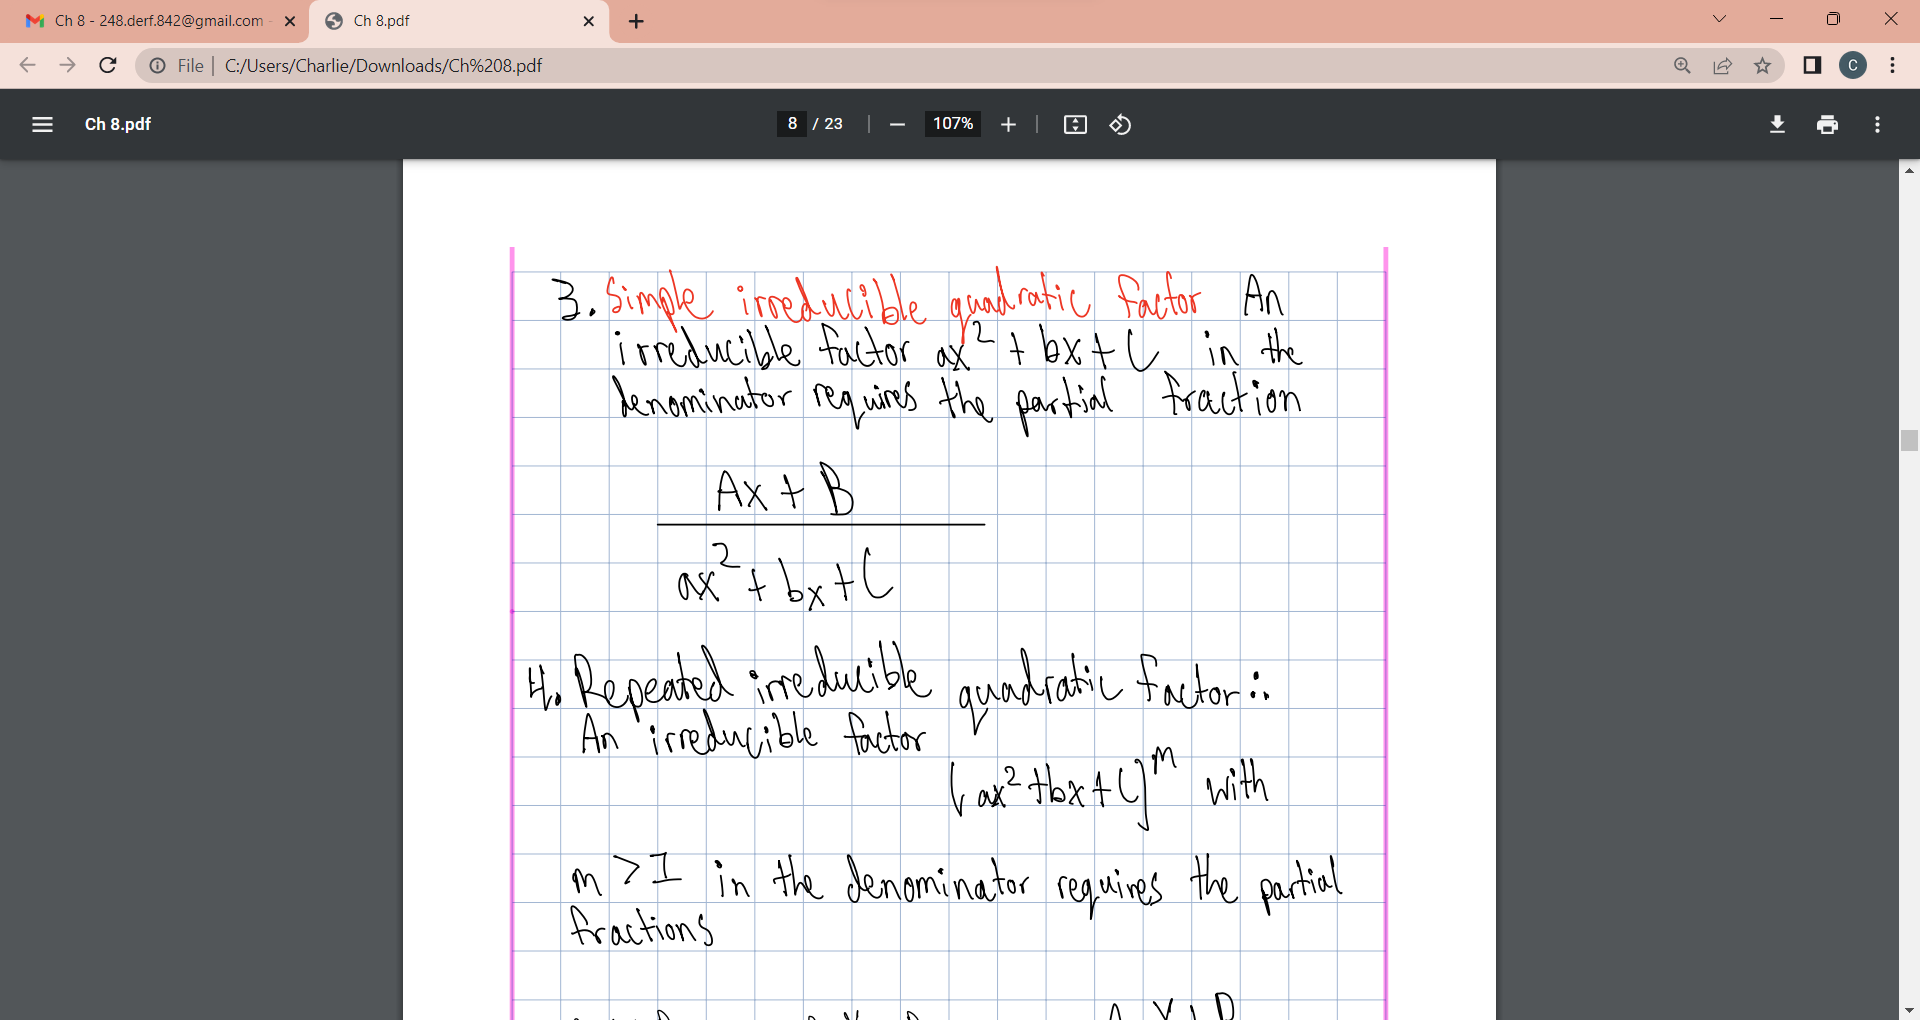 Ch 8 - 248.derf.842@gmail.com -
Ch 8.pdf
File | C:/Users/Charlie/Downloads/Ch%208.pdf
C
Ch 8.pdf
8 / 23
107%
3. Simple irreducible quadratic factor An
irreducible factor ax² + bx + C in the
denominator requires the partial fraction
Ax + B
ax² + bx + C
4. Repeated irreducible quadratic factor:
An irreducible factor
(ax² + bx + C)^m with
m > 1 in the denominator requires the partial
fractions